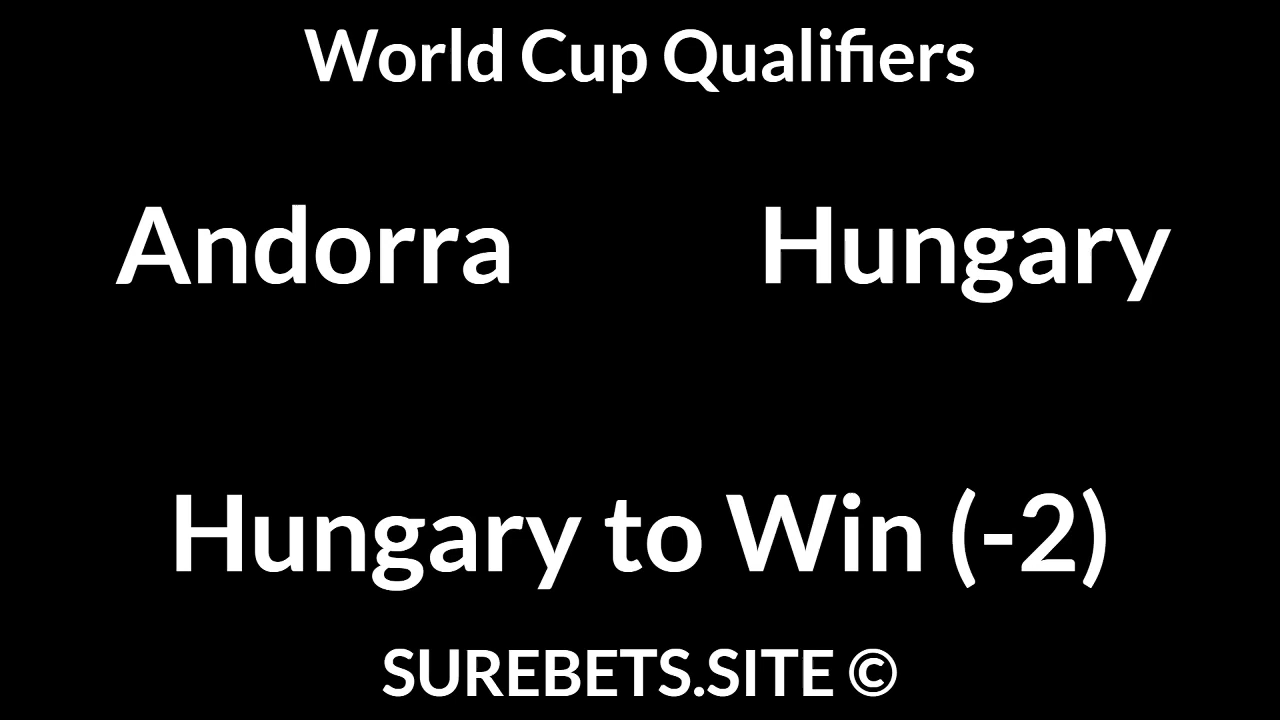 World Cup Qualifiers
Andorra Hungary
Hungary to Win (-2)
SUREBETS.SITE ©